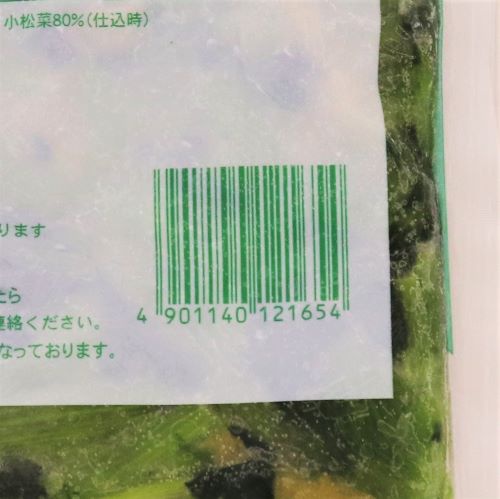 小松菜80%(仕込時)
ります
たら
連絡ください。
なっております。
4 901140 121654